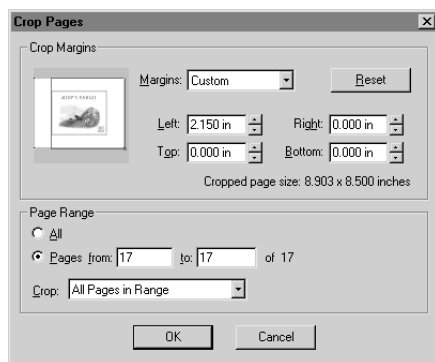 Crop Pages
Crop Margins
Margins: Custom
Reset
Left: 2.150 in Right: 0.000 in
Top: 0.000 in Bottom: 0.000 in
Cropped page size: 8.903 x 8.500 inches
Page Range
All
Pages from: 17 to: 17 of 17
Crop: All Pages in Range
OK Cancel